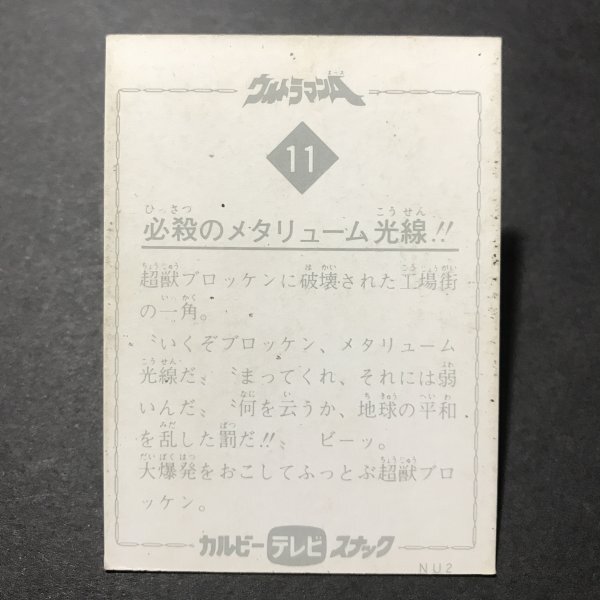 ウルトラマンA
11
必殺のメタリューム光線!!
超獣ブロッケンに破壊された工場街
の一角。
〝いくぞブロッケン、メタリューム
光線だ〟〝まってくれ、それには弱
いんだ〟〝何を云うか、地球の平和
を乱した罰だ!!〟 ビーッ。
大爆発をおこしてふっとぶ超獣ブロ
ッケン。
カルビーテレビスナック
NU2